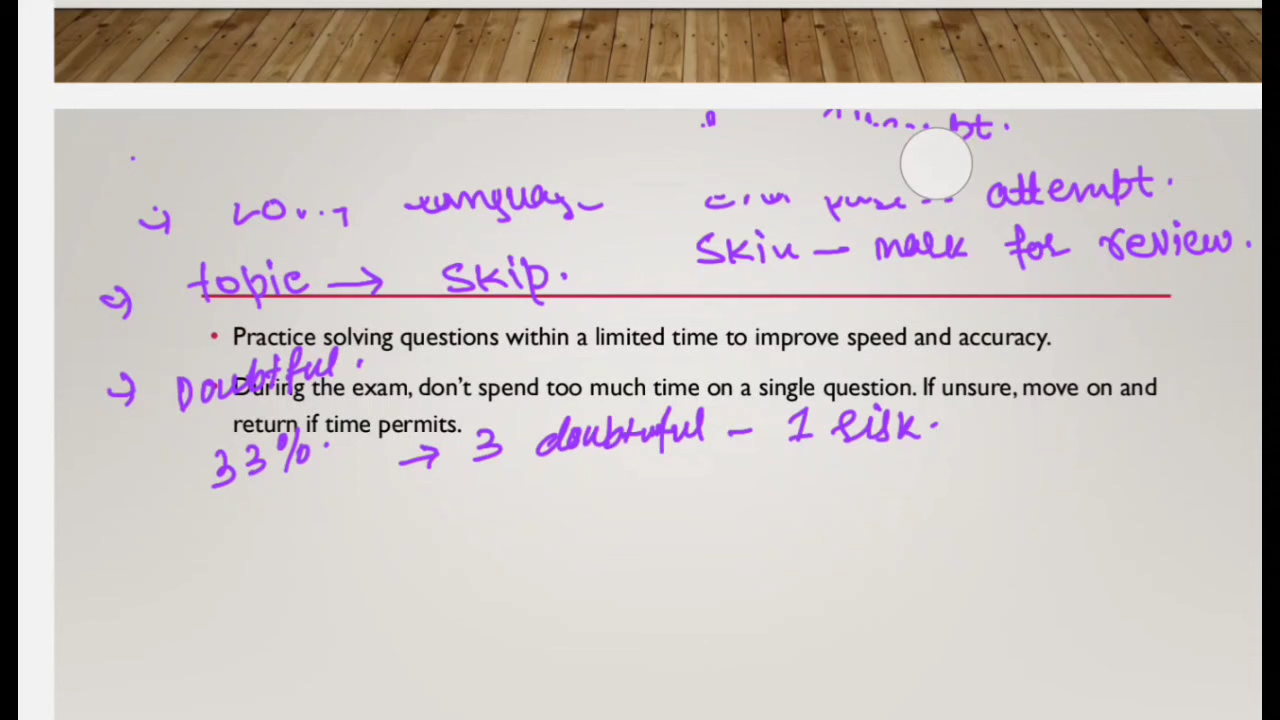 attempt.
mark for review.
topic → skip.
Practice solving questions within a limited time to improve speed and accuracy.
Doubtful.
During the exam, don't spend too much time on a single question. If unsure, move on and
return if time permits.
33%. → 3 doubtful - 1 risk.